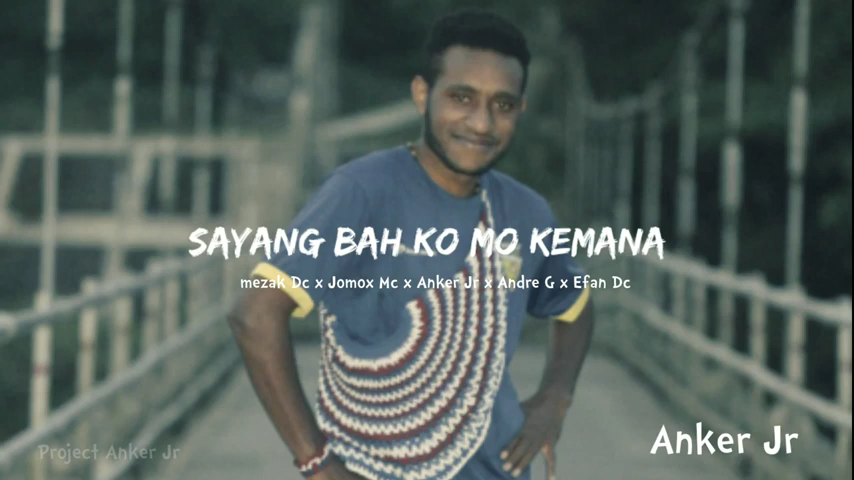 SAYANG BAH KO MO KEMANA
mezak Dc x Jomox Mc x Anker Jr x Andre G x Efan Dc
Anker Jr
Project Anker Jr